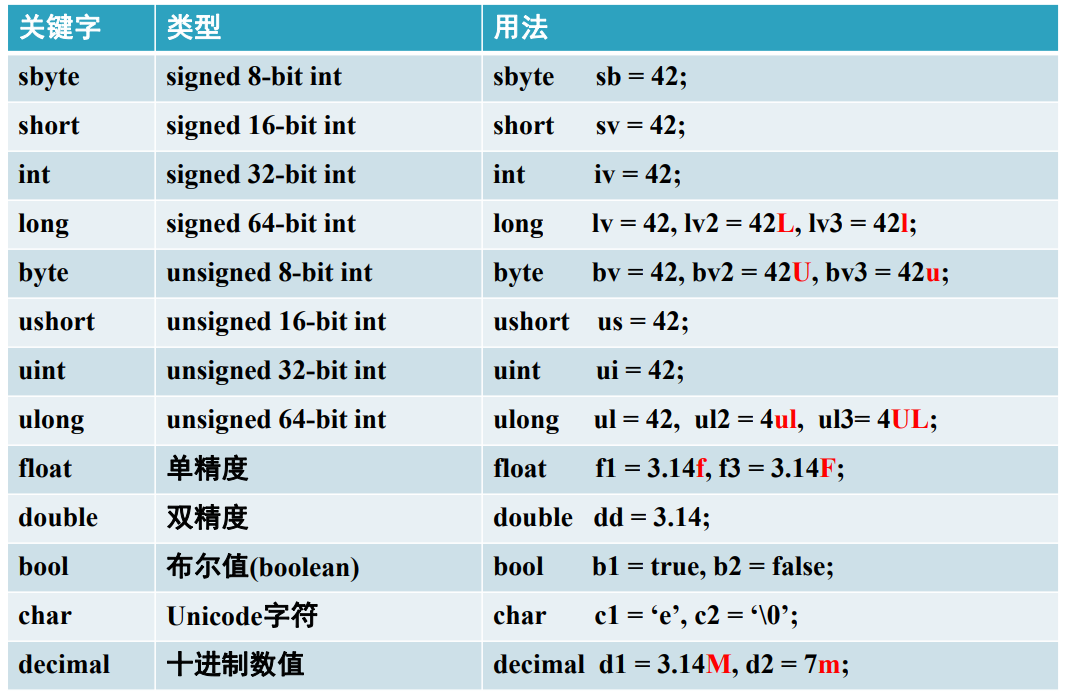 关键字 类型 用法
sbyte signed 8-bit int sbyte sb = 42;
short signed 16-bit int short sv = 42;
int signed 32-bit int int iv = 42;
long signed 64-bit int long lv = 42, lv2 = 42L, lv3 = 42l;
byte unsigned 8-bit int byte bv = 42, bv2 = 42U, bv3 = 42u;
ushort unsigned 16-bit int ushort us = 42;
uint unsigned 32-bit int uint ui = 42;
ulong unsigned 64-bit int ulong ul = 42, ul2 = 4ul, ul3= 4UL;
float 单精度 float f1 = 3.14f, f3 = 3.14F;
double 双精度 double dd = 3.14;
bool 布尔值(boolean) bool b1 = true, b2 = false;
char Unicode字符 char c1 = ‘e’, c2 = ‘\0’;
decimal 十进制数值 decimal d1 = 3.14M, d2 = 7m;